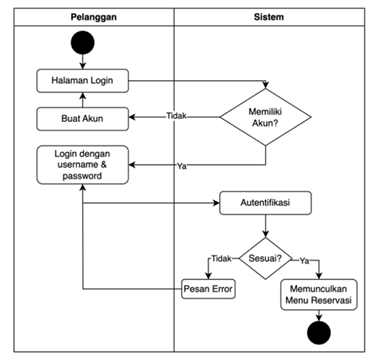 Pelanggan
Sistem
Halaman Login
Buat Akun
Tidak
Memiliki
Akun?
Login dengan
username &
password
Ya
Autentifikasi
Tidak
Sesuai?
Ya
Pesan Error
Memunculkan
Menu Reservasi